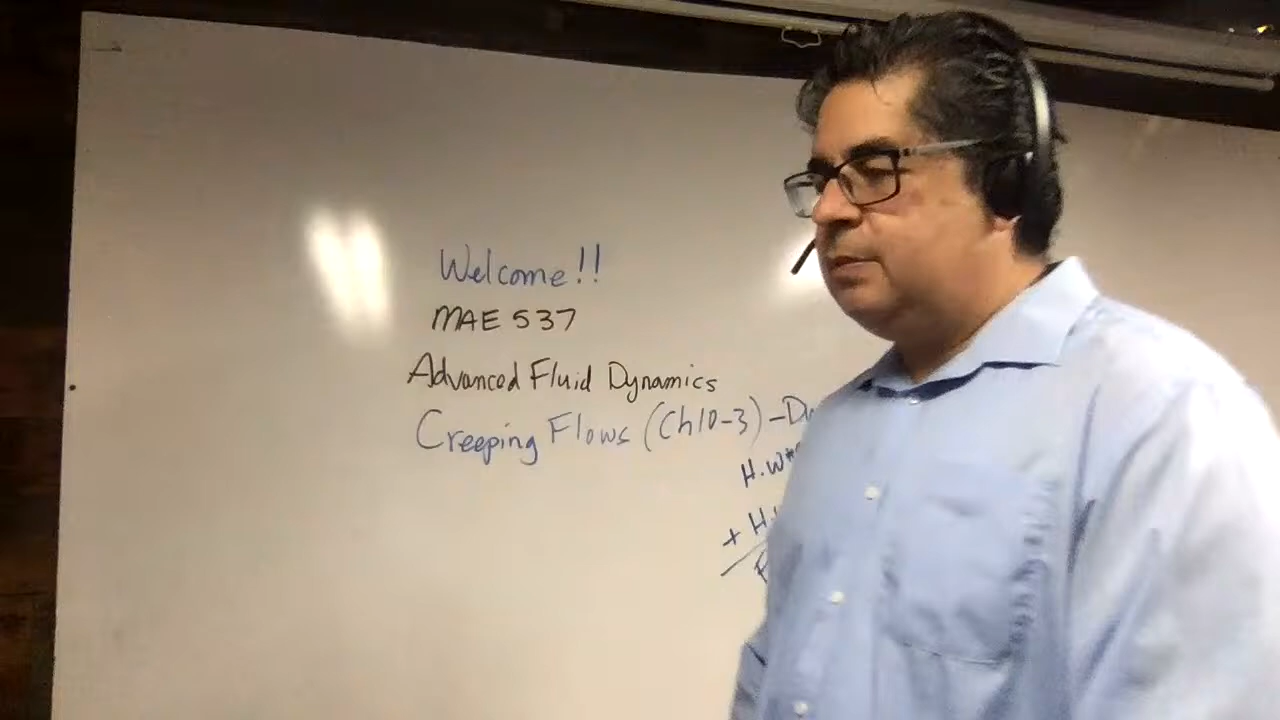 Welcome!!
MAE 537
Advanced Fluid Dynamics
Creeping Flows (Ch10-3) -
H.W#
+ H.